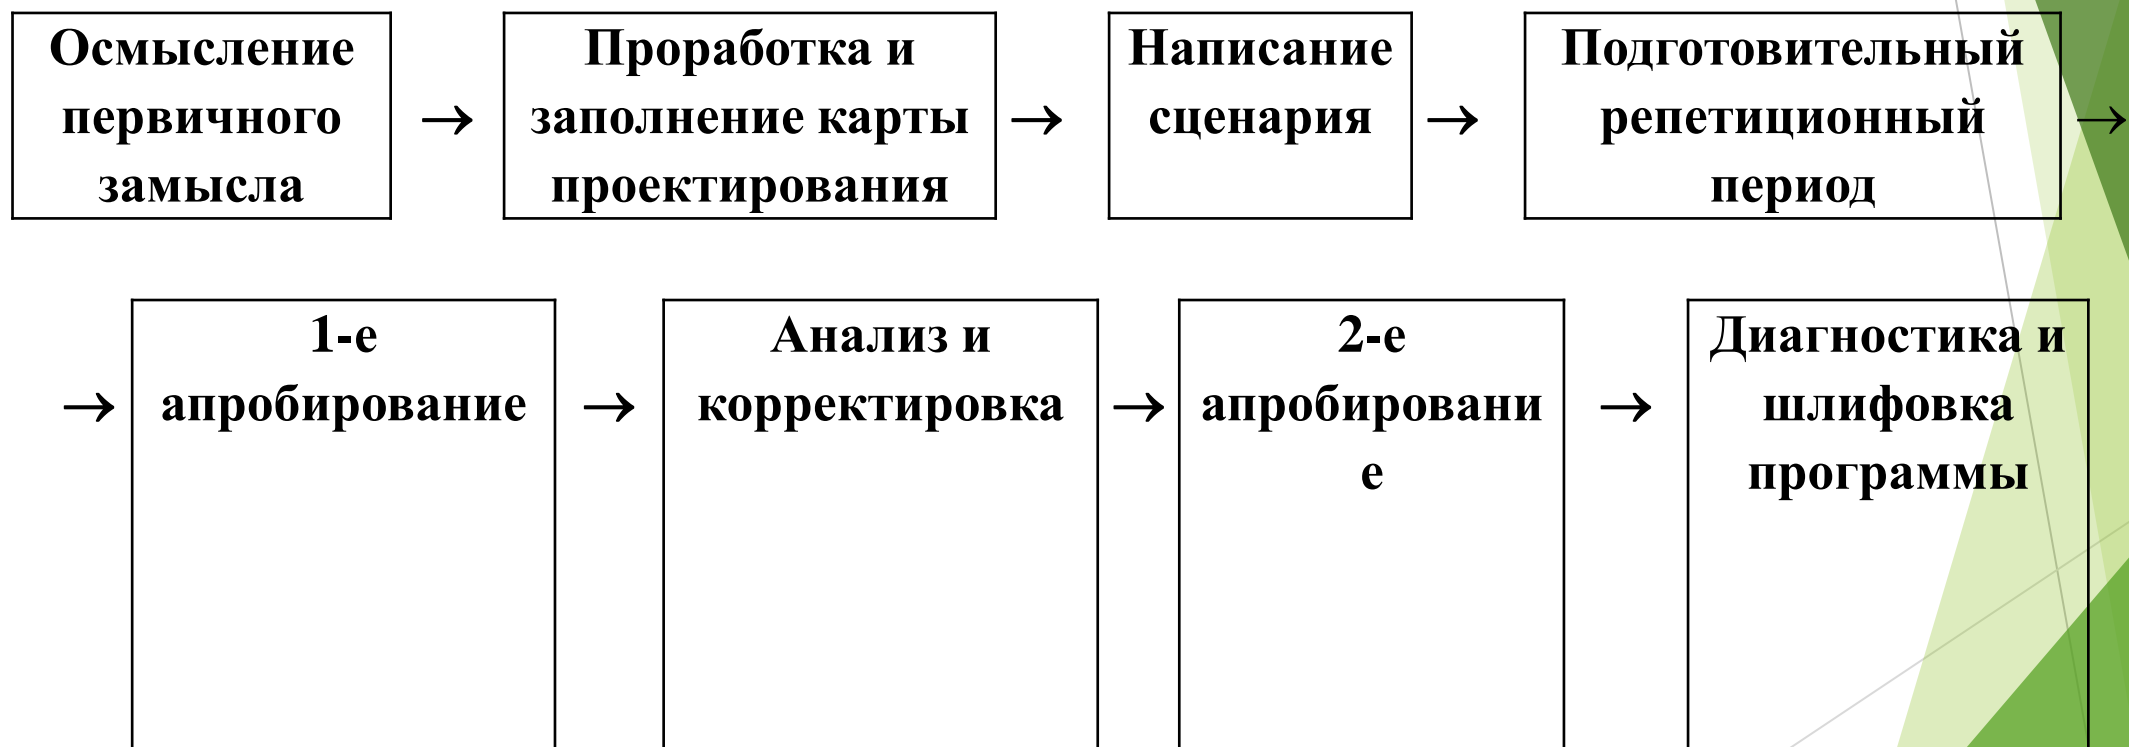 Осмысление
первичного
замысла
→
Проработка и
заполнение карты
проектирования
→
Написание
сценария
→
Подготовительный
репетиционный
период
→
→
1-е
апробирование
→
Анализ и
корректировка
→
2-е
апробировани
е
→
Диагностика и
шлифовка
программы